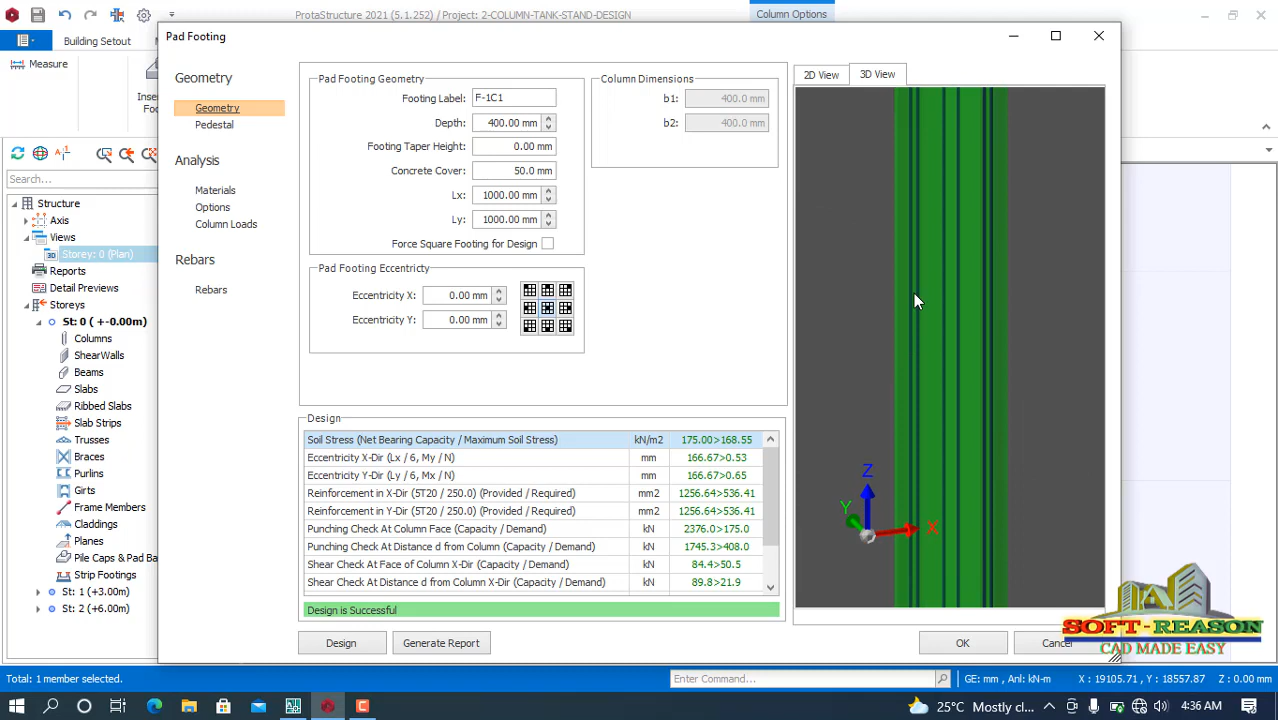 ProtaStructure 2021 (5.1.252) / Project: 2-COLUMN-TANK-STAND-DESIGN
Column Options
Building Setout
Measure
Search...
Structure
Axis
Views
Storey: 0 (Plan)
Reports
Detail Previews
Storeys
St: 0 ( +-0.00m)
Columns
ShearWalls
Beams
Slabs
Ribbed Slabs
Slab Strips
Trusses
Braces
Purlins
Girts
Frame Members
Claddings
Planes
Pile Caps & Pad Ba
Strip Footings
St: 1 (+3.00m)
St: 2 (+6.00m)
Pad Footing
Geometry
Geometry
Pedestal
Analysis
Materials
Options
Column Loads
Rebars
Rebars
Pad Footing Geometry
Footing Label: F-1C1
Depth: 400.00 mm
Footing Taper Height: 0.00 mm
Concrete Cover: 50.0 mm
Lx: 1000.00 mm
Ly: 1000.00 mm
Force Square Footing for Design
Column Dimensions
b1: 400.0 mm
b2: 400.0 mm
Pad Footing Eccentricty
Eccentricity X: 0.00 mm
Eccentricity Y: 0.00 mm
Design
Soil Stress (Net Bearing Capacity / Maximum Soil Stress) kN/m2 175.00>168.55
Eccentricity X-Dir (Lx / 6, My / N) mm 166.67>0.53
Eccentricity Y-Dir (Ly / 6, Mx / N) mm 166.67>0.65
Reinforcement in X-Dir (5T20 / 250.0) (Provided / Required) mm2 1256.64>536.41
Reinforcement in Y-Dir (5T20 / 250.0) (Provided / Required) mm2 1256.64>536.41
Punching Check At Column Face (Capacity / Demand) kN 2376.0>175.0
Punching Check At Distance d from Column (Capacity / Demand) kN 1745.3>408.0
Shear Check At Face of Column X-Dir (Capacity / Demand) kN 84.4>50.5
Shear Check At Distance d from Column X-Dir (Capacity / Demand) kN 89.8>21.9
Design is Successful
Design
Generate Report
OK
Cancel
2D View
3D View
Z
Y
X
SOFT-REASON
CAD MADE EASY
Total: 1 member selected.
Enter Command...
GE: mm , Anl: kN-m
X : 19105.71 , Y : 18557.87
Z : 0.00 mm
25°C Mostly cl...
4:36 AM